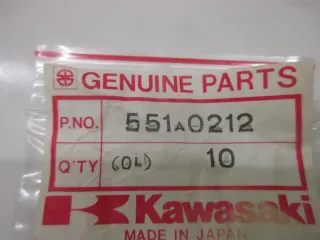 GENUINE PARTS
P.NO. 551A0212
Q'TY (OL) 10
Kawasaki
MADE IN JAPAN